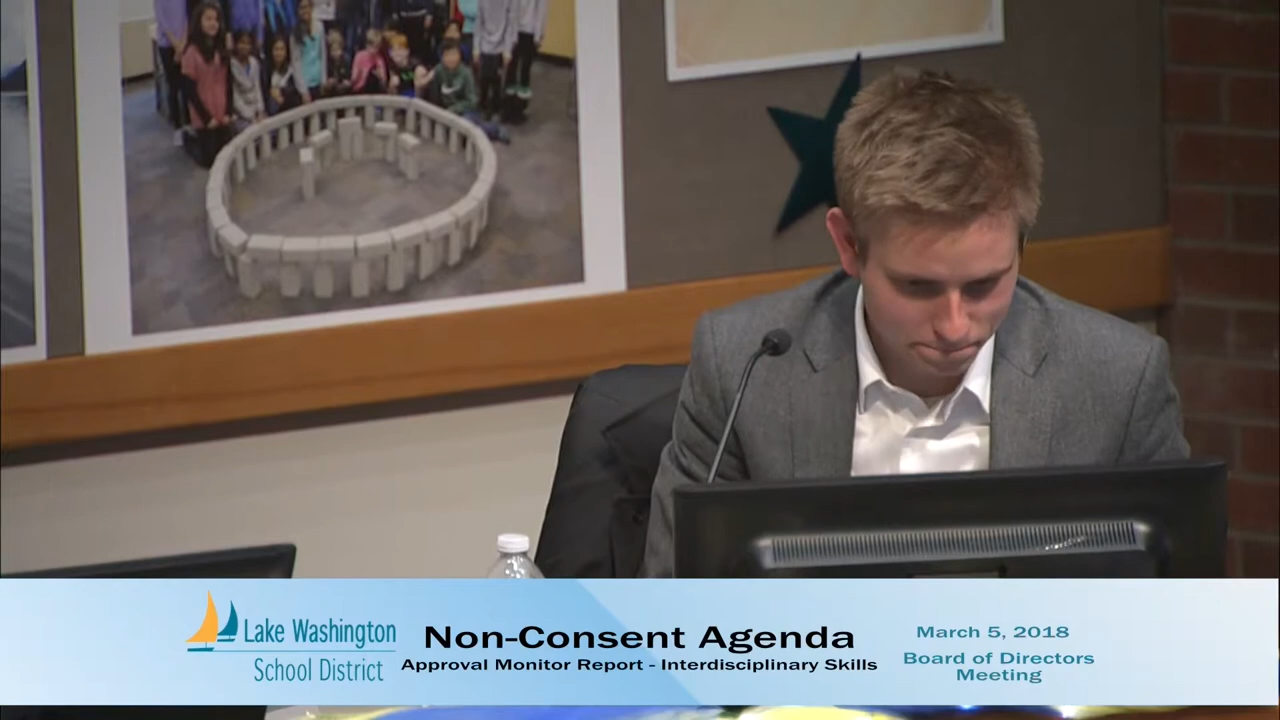 Lake Washington
School District
Non-Consent Agenda
Approval Monitor Report - Interdisciplinary Skills
March 5, 2018
Board of Directors
Meeting